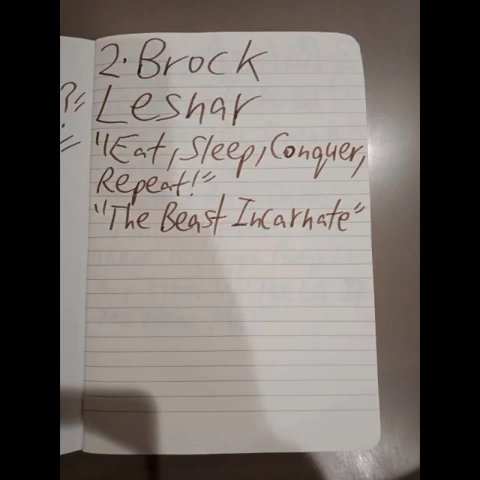 2. Brock
Leshar
"Eat, Sleep, Conquer,
Repeat!"
"The Beast Incarnate"